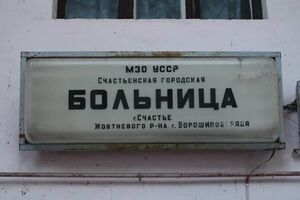 МЗО УССР
Счастьенская городская
БОЛЬНИЦА
г. Счастье
Жовтневого р-на г. Ворошиловграда